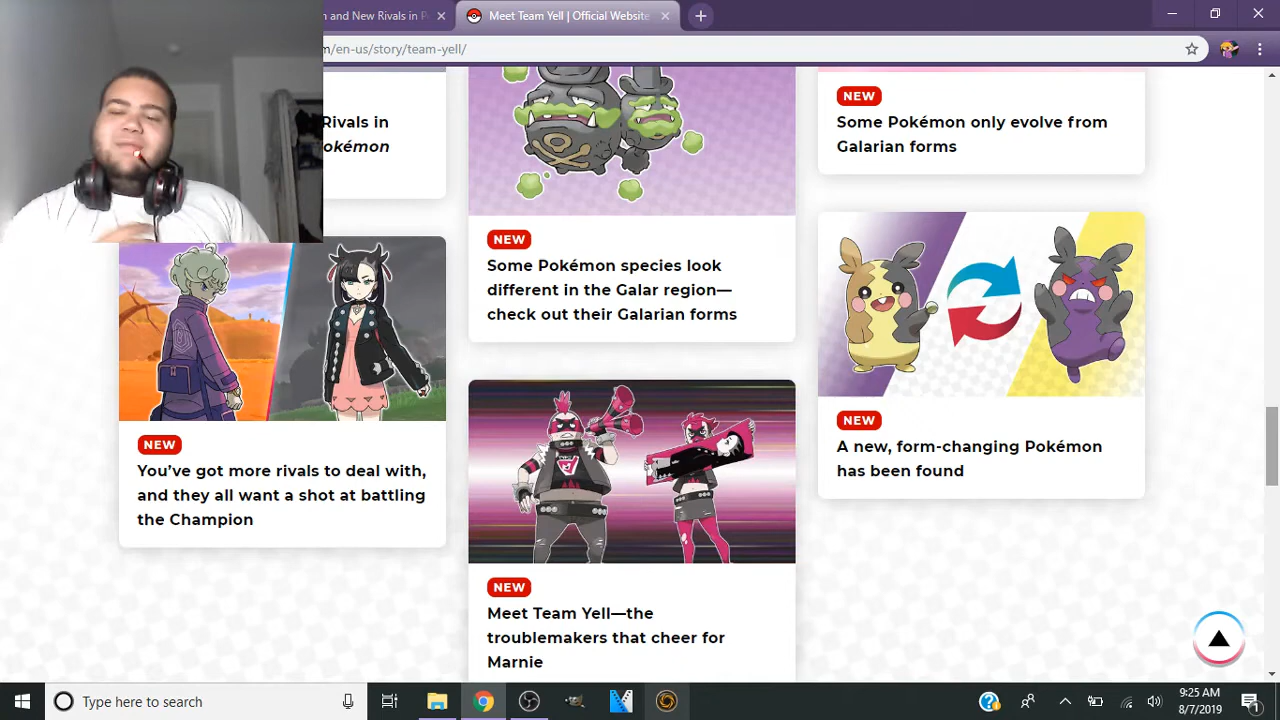 n and New Rivals in P
Meet Team Yell | Official Website
m/en-us/story/team-yell/
Rivals in
okémon
NEW
You've got more rivals to deal with,
and they all want a shot at battling
the Champion
NEW
Some Pokémon species look
different in the Galar region—
check out their Galarian forms
NEW
Meet Team Yell—the
troublemakers that cheer for
Marnie
NEW
Some Pokémon only evolve from
Galarian forms
NEW
A new, form-changing Pokémon
has been found
Type here to search
9:25 AM
8/7/2019
1